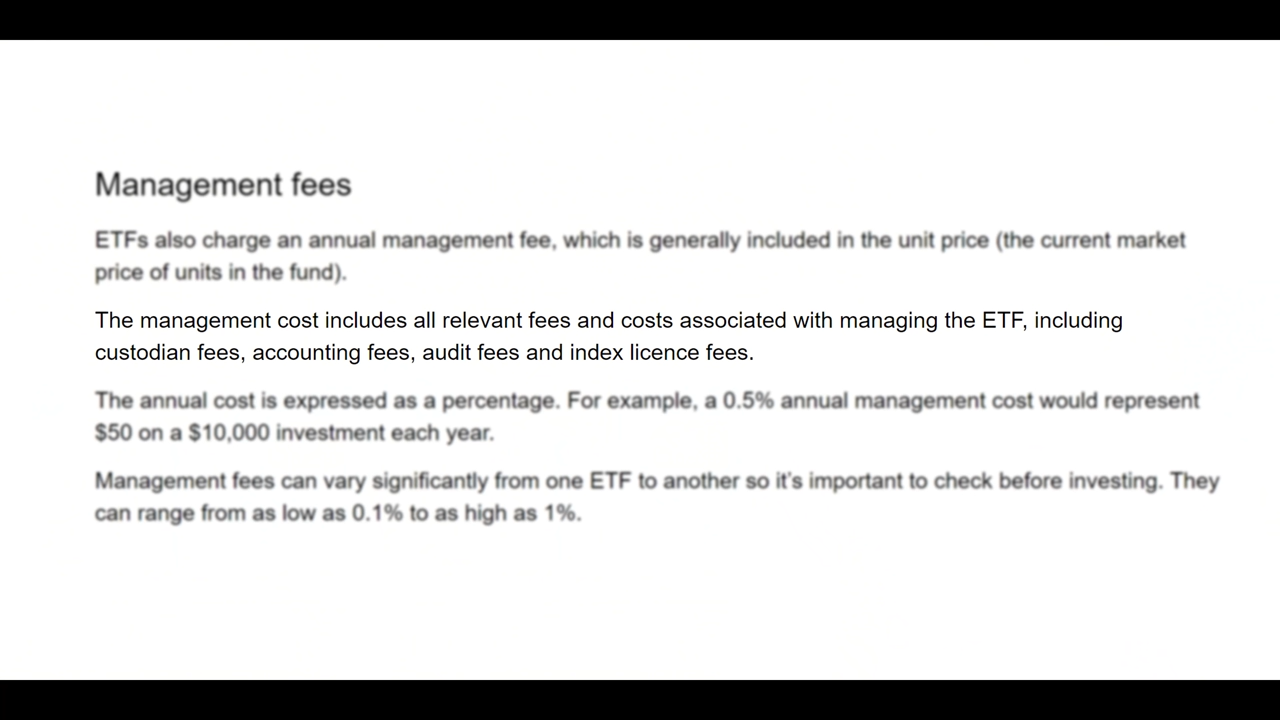 Management fees
ETFs also charge an annual management fee, which is generally included in the unit price (the current market
price of units in the fund).
The management cost includes all relevant fees and costs associated with managing the ETF, including
custodian fees, accounting fees, audit fees and index licence fees.
The annual cost is expressed as a percentage. For example, a 0.5% annual management cost would represent
$50 on a $10,000 investment each year.
Management fees can vary significantly from one ETF to another so it's important to check before investing. They
can range from as low as 0.1% to as high as 1%.